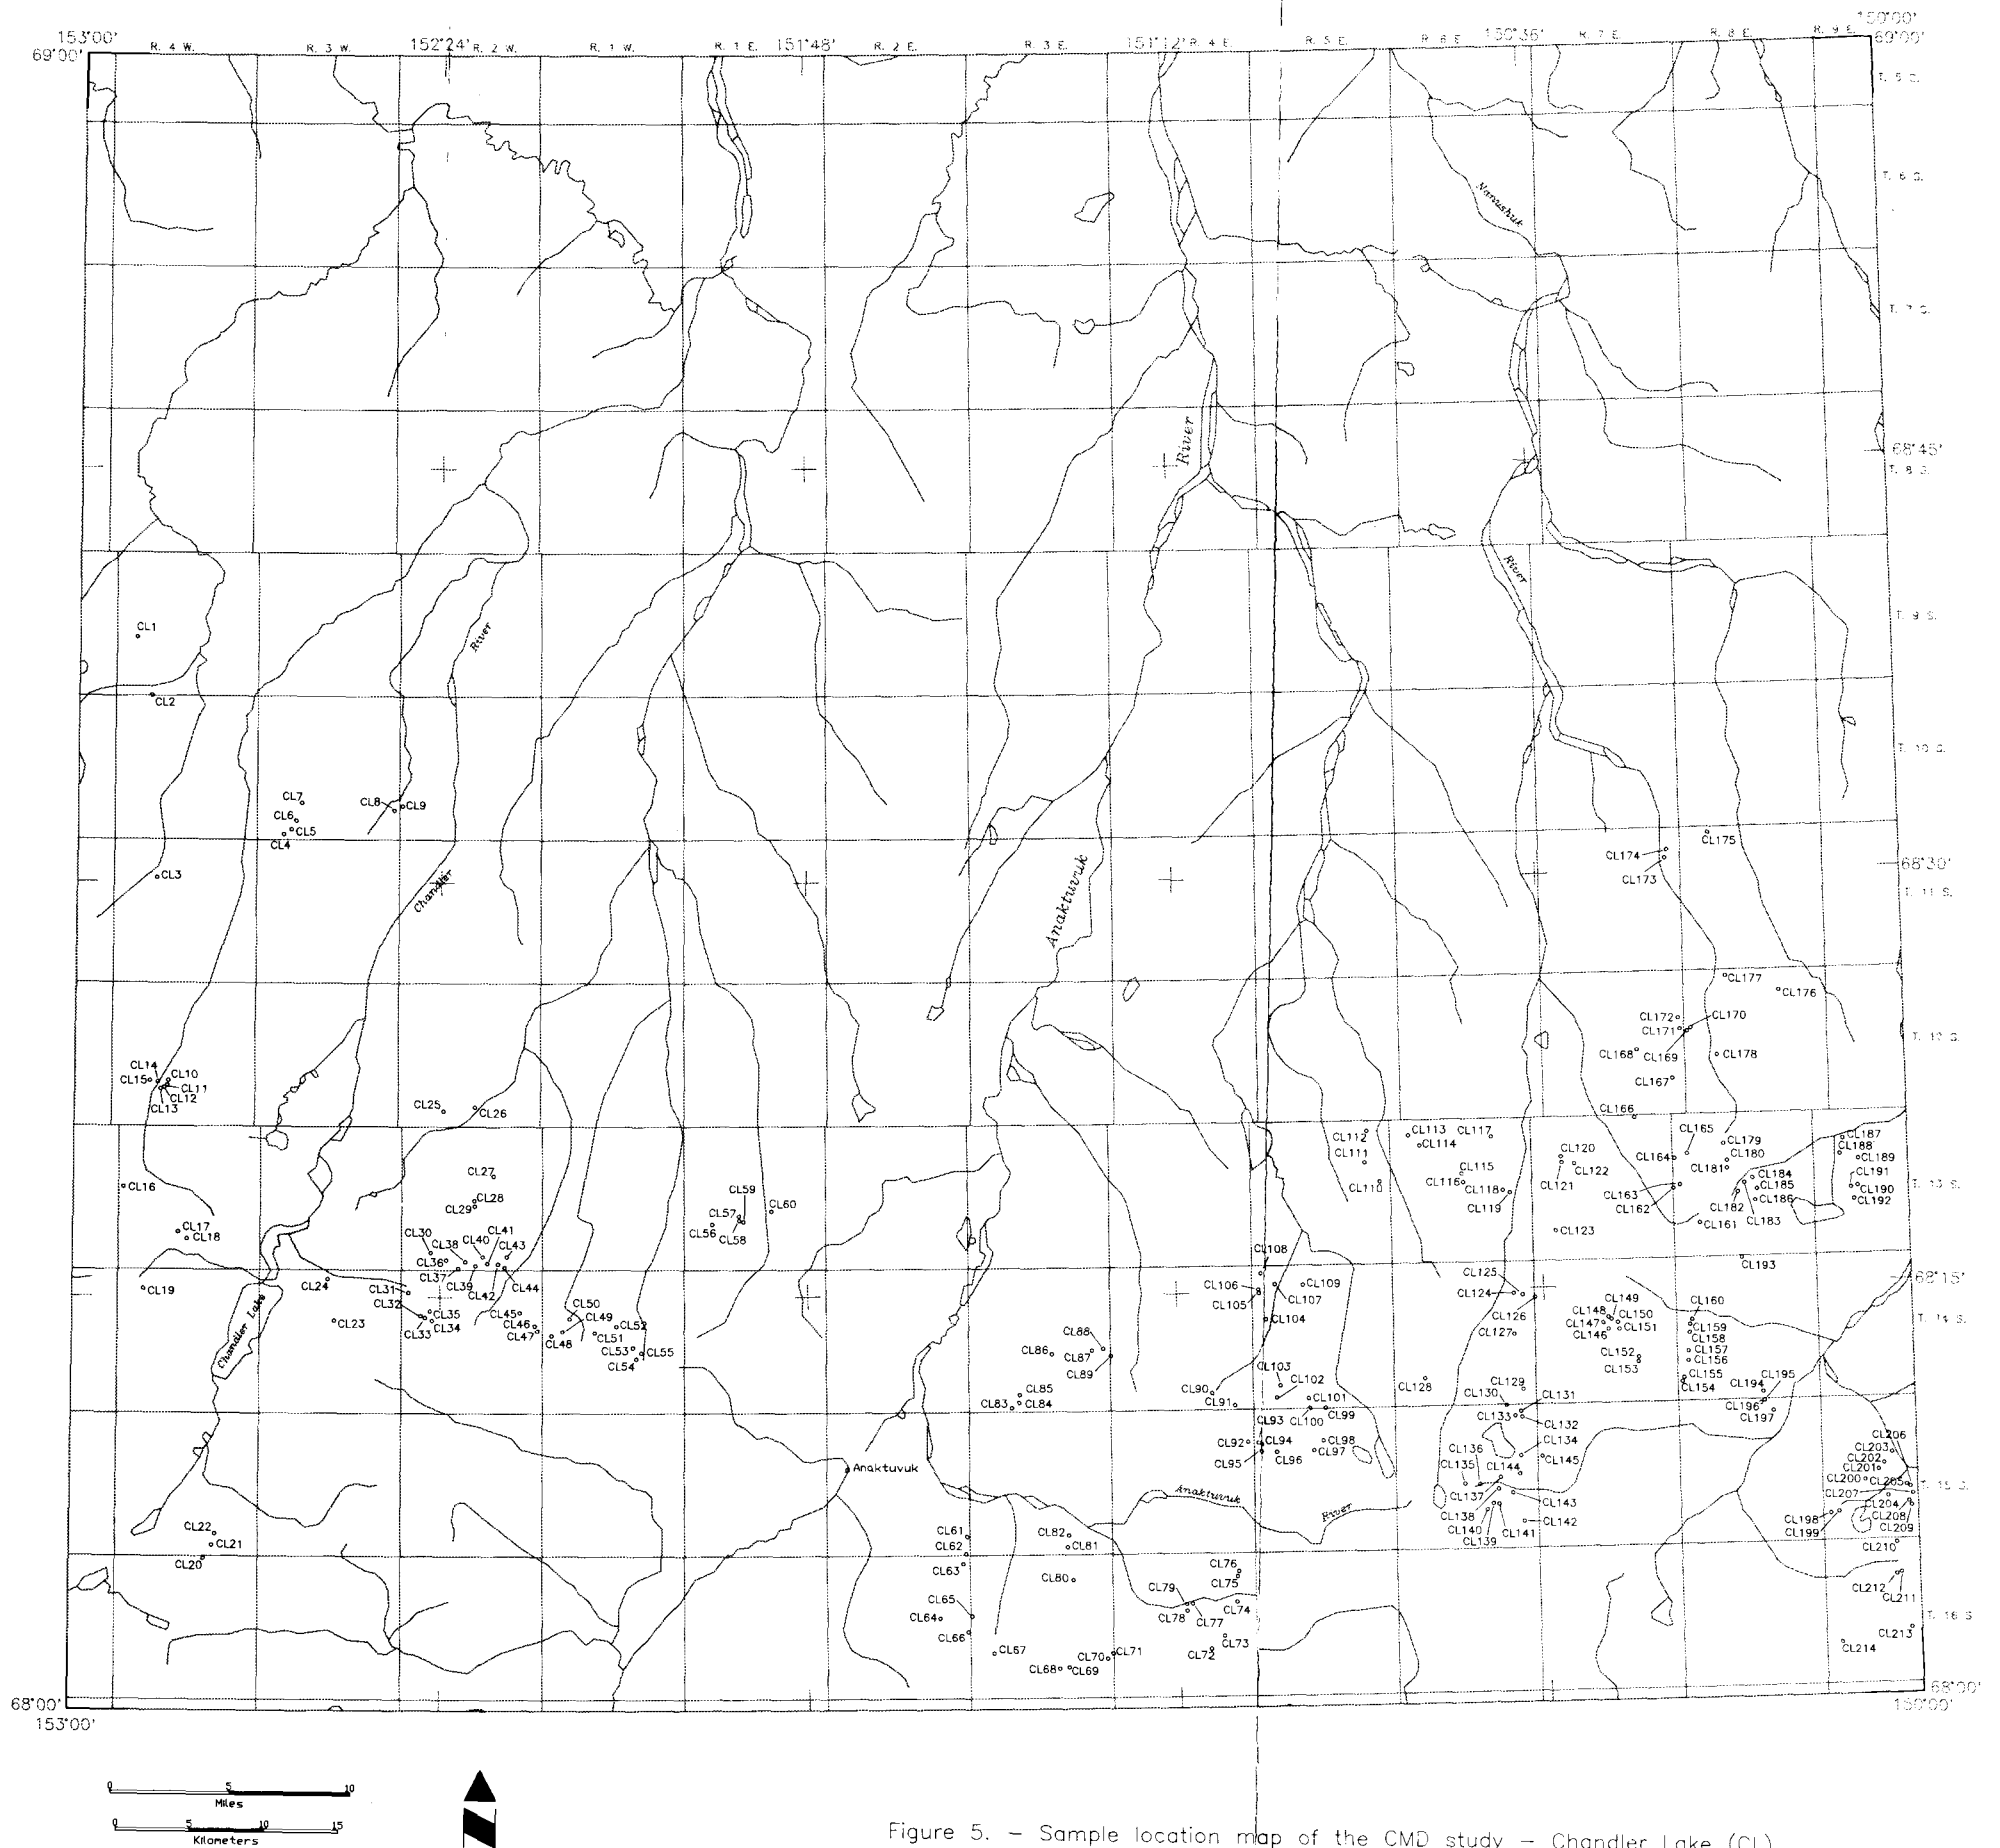 153°00'
R. 4 W.
R. 3 W.
152°24'
R. 2 W.
R. 1 W.
R. 1 E.
151°48'
R. 2 E.
R. 3 E.
151°12'
R. 4 E.
R. 5 E.
R. 6 E.
150°36'
R. 7 E.
R. 8 E.
R. 9 E.
150°00'
69°00'
69°00'
T. 5 S.
T. 6 S.
Nanushuk
T. 7 S.
River
68°45'
T. 8 S.
River
T. 9 S.
CL1
River
CL2
T. 10 S.
CL7
CL8
CL9
CL6
CL5
CL4
CL175
CL174
CL173
68°30'
CL3
Chandler
Anaktuvuk
T. 11 S.
CL177
CL176
CL172
CL170
CL171
CL168
CL169
CL178
T. 12 S.
CL14
CL10
CL15
CL11
CL12
CL13
CL167
CL25
CL26
CL166
CL112
CL113
CL117
CL114
CL111
CL120
CL165
CL179
CL187
CL188
CL164
CL180
CL189
CL181
CL122
CL115
CL121
CL184
CL191
CL16
CL27
CL110
CL116
CL118
CL119
CL163
CL162
CL185
CL190
CL186
CL192
T. 13 S.
CL182
CL183
CL161
CL28
CL29
CL59
CL57
CL60
CL56
CL58
CL17
CL18
CL30
CL38
CL40
CL41
CL43
CL123
CL36
CL37
CL39
CL42
CL44
CL108
CL193
CL19
CL24
CL31
CL32
CL106
CL109
CL105
CL107
CL125
CL124
CL126
68°15'
CL23
CL35
CL33
CL34
CL45
CL46
CL47
CL48
CL50
CL49
CL52
CL51
CL53
CL54
CL55
CL104
CL127
CL149
CL148
CL150
CL147
CL151
CL146
CL160
CL159
CL158
CL157
CL156
T. 14 S.
Chandler Lake
CL88
CL86
CL87
CL89
CL152
CL153
CL155
CL154
CL103
CL102
CL128
CL129
CL130
CL131
CL194
CL195
CL196
CL197
CL85
CL83
CL84
CL90
CL91
CL101
CL100
CL99
CL133
CL132
CL93
CL92
CL94
CL95
CL96
CL98
CL97
CL134
CL136
CL135
CL144
CL145
CL206
CL203
CL202
CL201
CL200
CL205
CL207
T. 15 S.
Anaktuvuk
Anaktuvuk
River
CL137
CL138
CL143
CL140
CL139
CL141
CL142
CL198
CL199
CL204
CL208
CL209
CL210
CL22
CL21
CL20
CL61
CL62
CL63
CL82
CL81
CL80
CL76
CL75
CL79
CL78
CL77
CL74
CL212
CL211
CL65
CL64
CL66
T. 16 S
CL67
CL68
CL69
CL70
CL71
CL73
CL72
CL213
CL214
68°00'
153°00'
68°00'
150°00'
0 5 10
Miles
0 5 10 15
Kilometers
Figure 5. – Sample location map of the CMD study – Chandler Lake (CL)